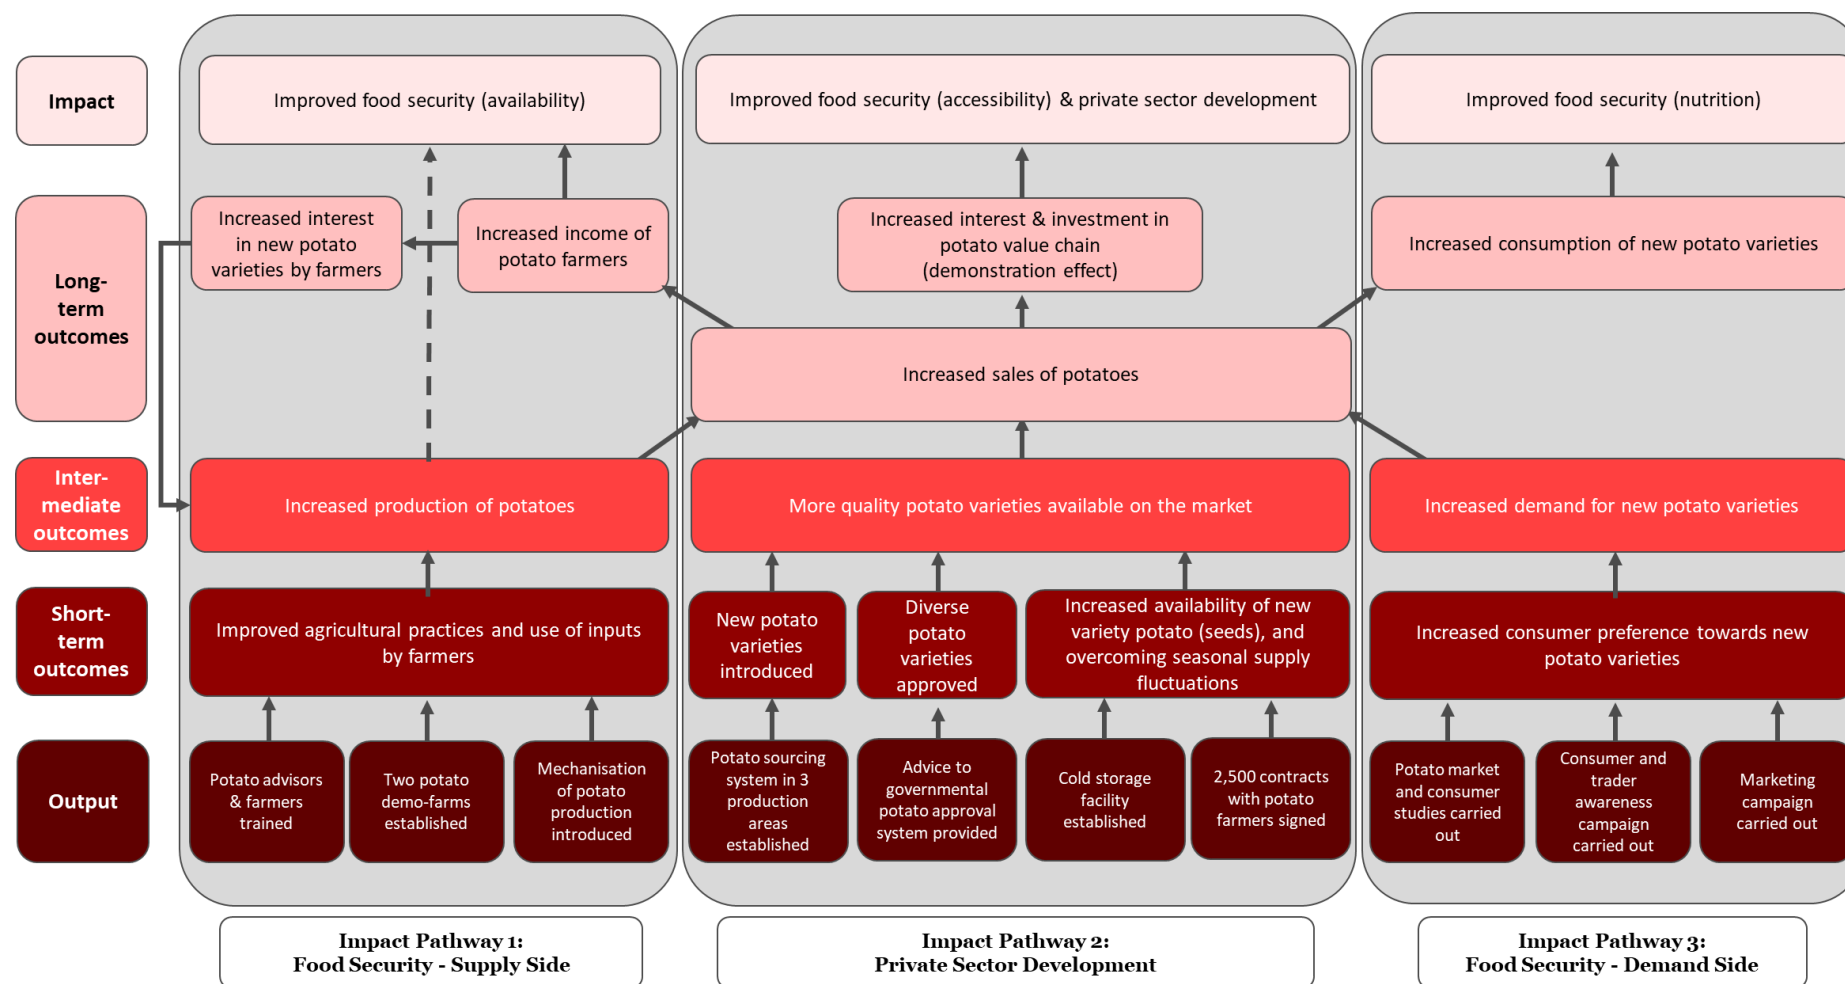 Impact
Improved food security (availability)
Improved food security (accessibility) & private sector development
Improved food security (nutrition)
Long-
term
outcomes
Increased interest
in new potato
varieties by farmers
Increased income of
potato farmers
Increased interest & investment in
potato value chain
(demonstration effect)
Increased consumption of new potato varieties
Increased sales of potatoes
Inter-
mediate
outcomes
Increased production of potatoes
More quality potato varieties available on the market
Increased demand for new potato varieties
Short-
term
outcomes
Improved agricultural practices and use of inputs
by farmers
New potato
varieties
introduced
Diverse
potato
varieties
approved
Increased availability of new
variety potato (seeds), and
overcoming seasonal supply
fluctuations
Increased consumer preference towards new
potato varieties
Output
Potato advisors
& farmers
trained
Two potato
demo-farms
established
Mechanisation
of potato
production
introduced
Potato sourcing
system in 3
production
areas
established
Advice to
governmental
potato approval
system provided
Cold storage
facility
established
2,500 contracts
with potato
farmers signed
Potato market
and consumer
studies carried
out
Consumer and
trader
awareness
campaign
carried out
Marketing
campaign
carried out
Impact Pathway 1:
Food Security - Supply Side
Impact Pathway 2:
Private Sector Development
Impact Pathway 3:
Food Security - Demand Side